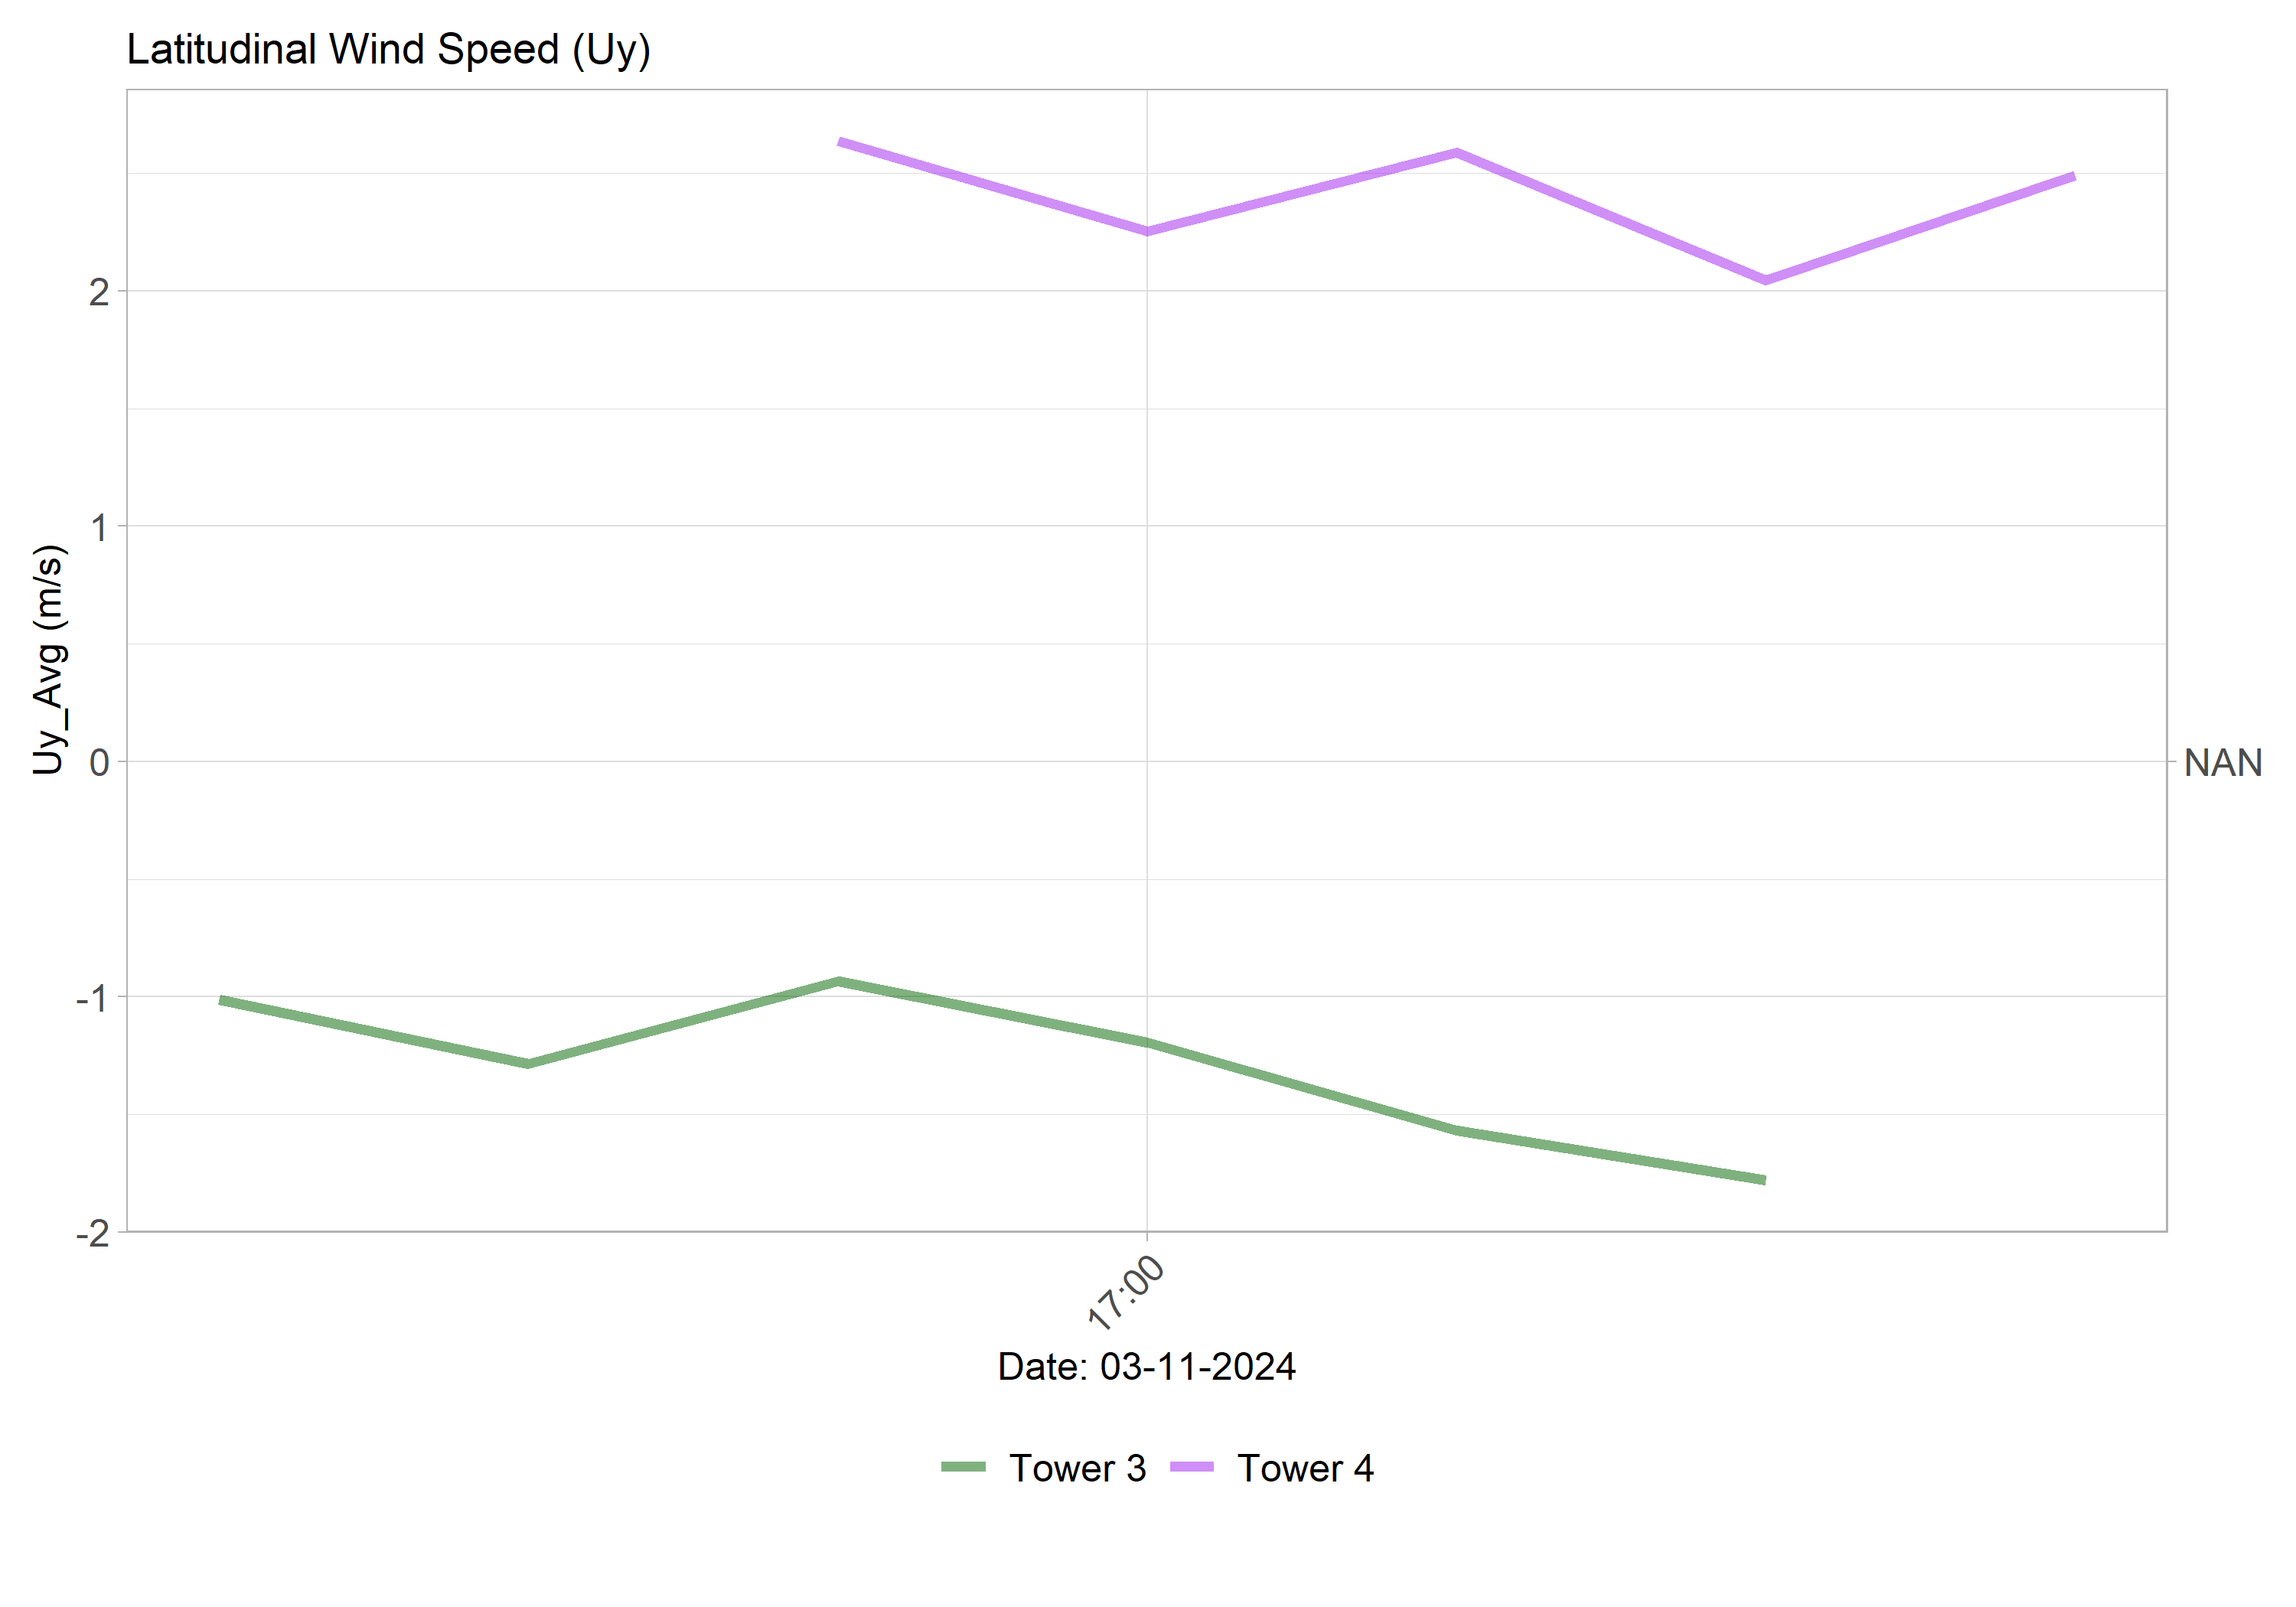 Latitudinal Wind Speed (Uy)
Uy_Avg (m/s)
2
1
0
-1
-2
NAN
17:00
Date: 03-11-2024
Tower 3 Tower 4